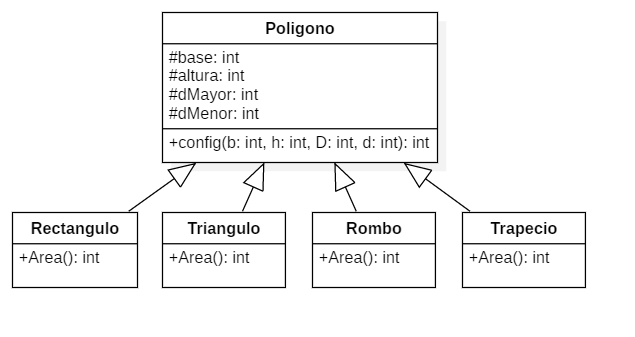 Poligono
#base: int
#altura: int
#dMayor: int
#dMenor: int
+config(b: int, h: int, D: int, d: int): int
Rectangulo
+Area(): int
Triangulo
+Area(): int
Rombo
+Area(): int
Trapecio
+Area(): int